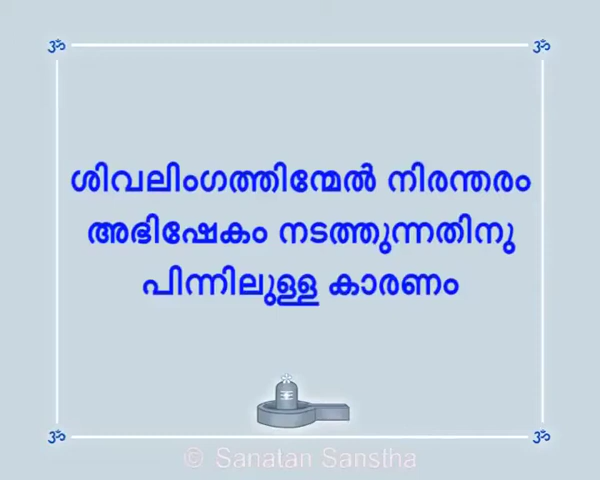 ॐ ॐ
ശിവലിംഗത്തിന്മേൽ നിരന്തരം
അഭിഷേകം നടത്തുന്നതിനു
പിന്നിലുള്ള കാരണം
ॐ ॐ
© Sanatan Sanstha